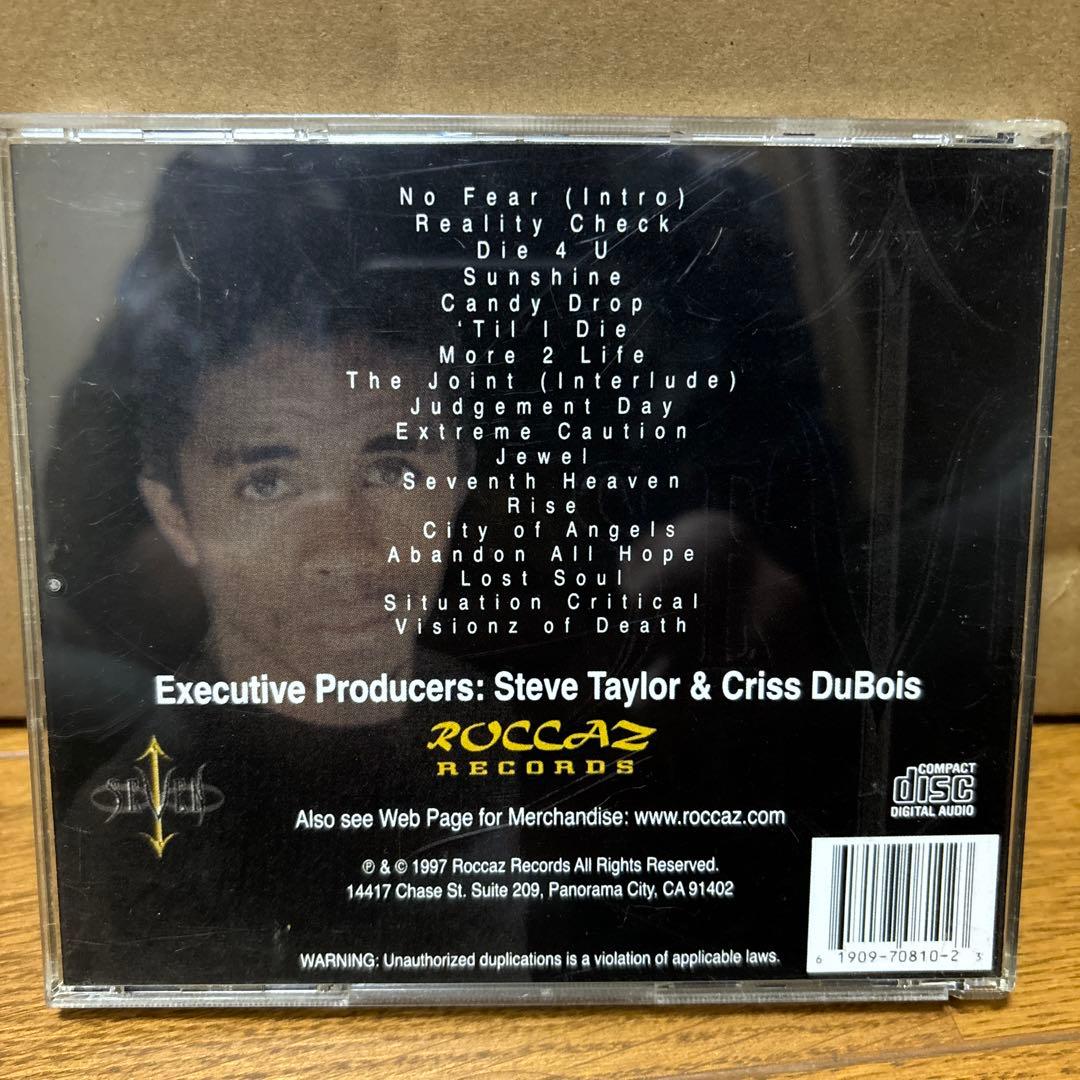 No Fear (Intro)
Reality Check
Die 4 U
Sunshine
Candy Drop
‘Til I Die
More 2 Life
The Joint (Interlude)
Judgement Day
Extreme Caution
Jewel
Seventh Heaven
Rise
City of Angels
Abandon All Hope
Lost Soul
Situation Critical
Visionz of Death
Executive Producers: Steve Taylor & Criss DuBois
ROCCAZ
RECORDS
SEVEN
COMPACT
disc
DIGITAL AUDIO
Also see Web Page for Merchandise: www.roccaz.com
℗ & © 1997 Roccaz Records All Rights Reserved.
14417 Chase St. Suite 209, Panorama City, CA 91402
WARNING: Unauthorized duplications is a violation of applicable laws.
6 1909-70810-2 3